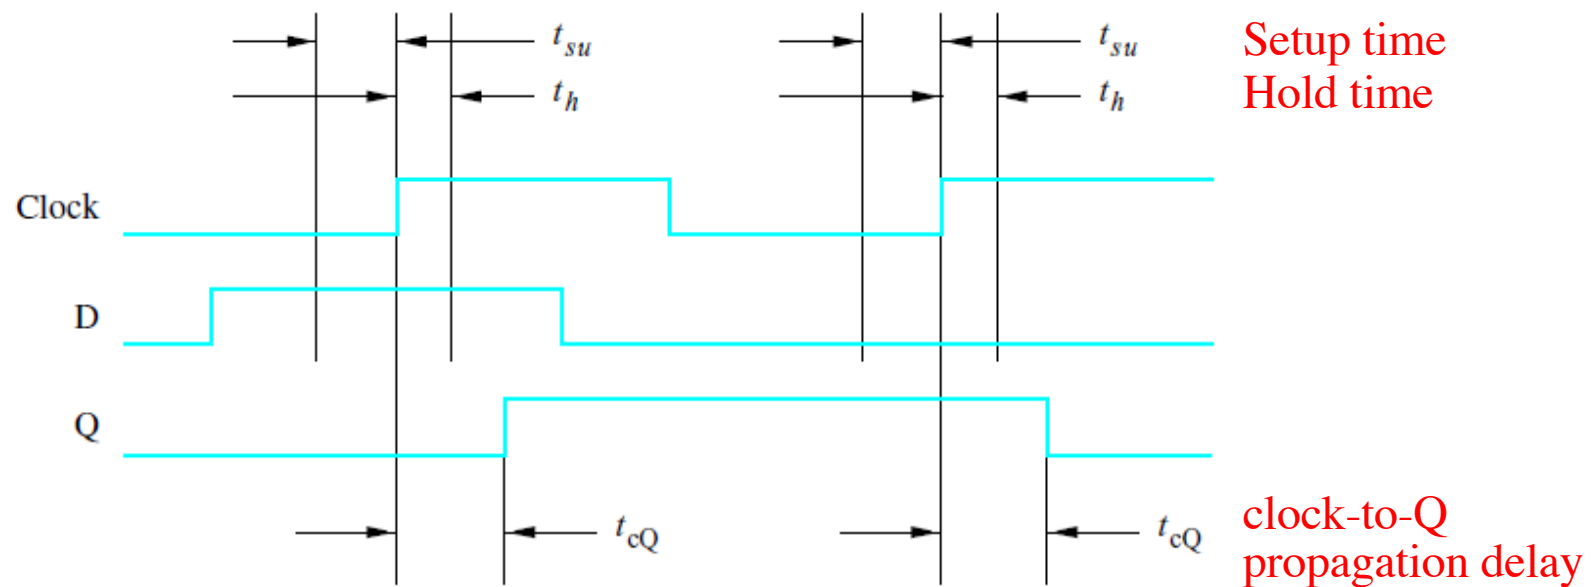 t_su t_su Setup time
t_h t_h Hold time
Clock
D
Q
t_cQ t_cQ clock-to-Q
propagation delay